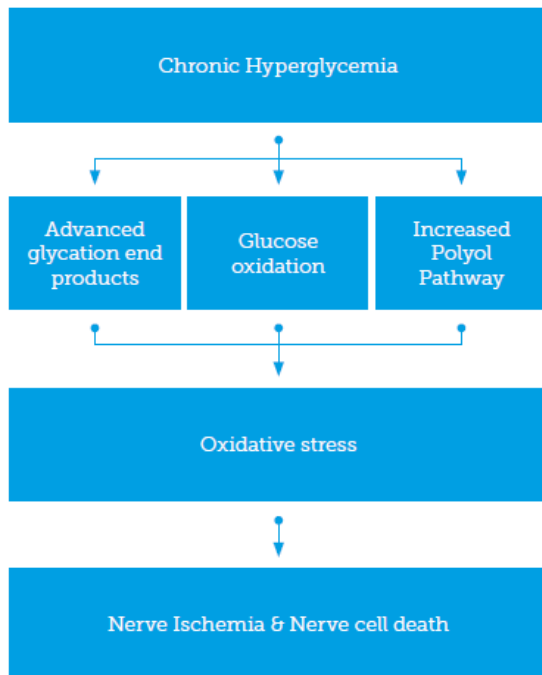 Chronic Hyperglycemia
Advanced
glycation end
products
Glucose
oxidation
Increased
Polyol
Pathway
Oxidative stress
Nerve Ischemia & Nerve cell death